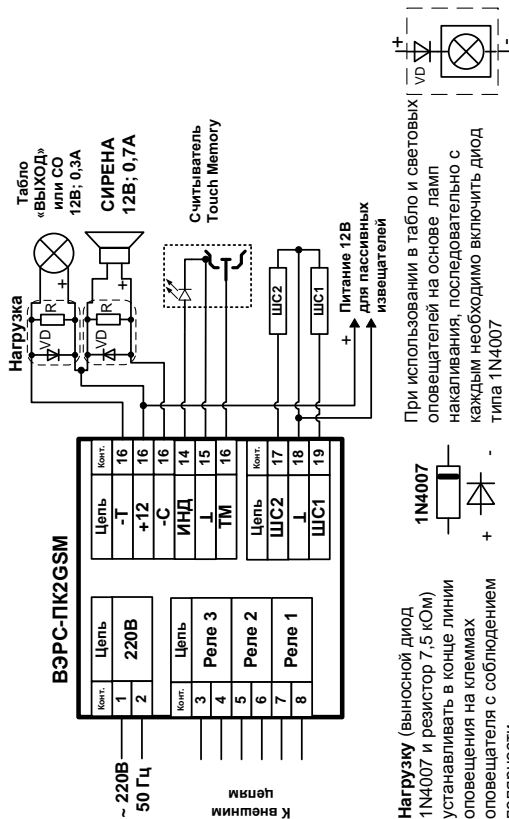 ВЭРС-ПК2GSM
~ 220В
50 Гц
Конт. Цепь
1
2
220В
Конт. Цепь
3
4
Реле 3
5
6
Реле 2
7
8
Реле 1
К внешним
цепям
Цепь Конт.
-Т 16
+12 16
-С 16
ИНД 14
⊥ 15
ТМ 16
Цепь Конт.
ШС2 17
⊥ 18
ШС1 19
Нагрузка
VD R
+
VD R
+
Табло
«ВЫХОД»
или СО
12В; 0,3А
СИРЕНА
12В; 0,7А
Считыватель
Touch Memory
ШС2
ШС1
+
-
Питание 12В
для пассивных
извещателей
Нагрузку (выносной диод
1N4007 и резистор 7,5 кОм)
устанавливать в конце линии
оповещения на клеммах
оповещателя с соблюдением
полярности
1N4007
+ -
При использовании в табло и световых
оповещателей на основе ламп
накаливания, последовательно с
каждым необходимо включить диод
типа 1N4007
+
VD
-